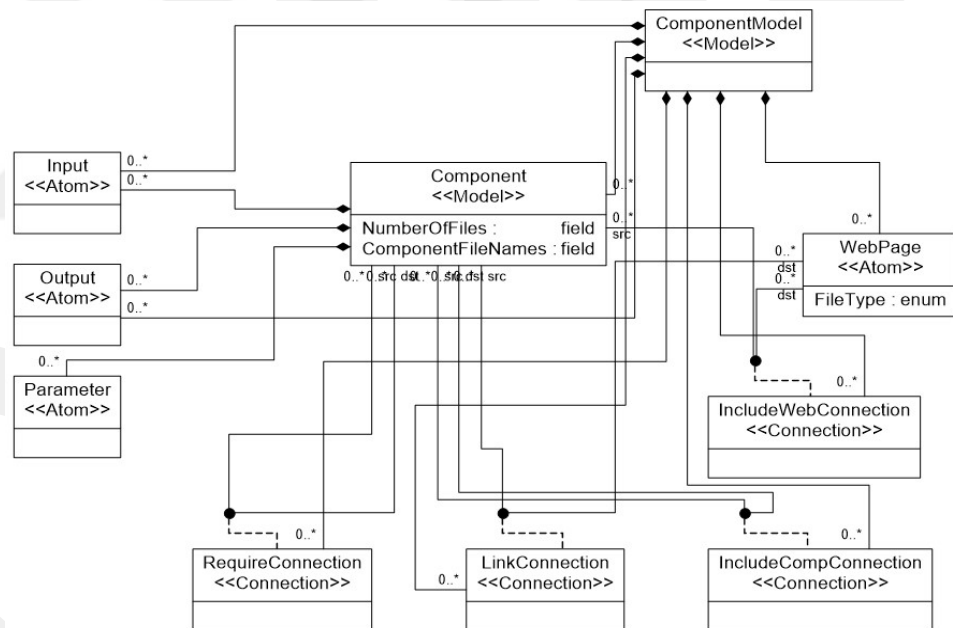 ComponentModel
<<Model>>
Input
<<Atom>>
0..*
0..*
Component
<<Model>>
NumberOfFiles : field
ComponentFileNames : field
0..*
0..*
src
0..*
WebPage
<<Atom>>
FileType : enum
0..*
dst
0..*
dst
Output
<<Atom>>
0..*
0..*
0..*
Parameter
<<Atom>>
0..*
IncludeWebConnection
<<Connection>>
0..*
RequireConnection
<<Connection>>
0..*
LinkConnection
<<Connection>>
0..*
IncludeCompConnection
<<Connection>>